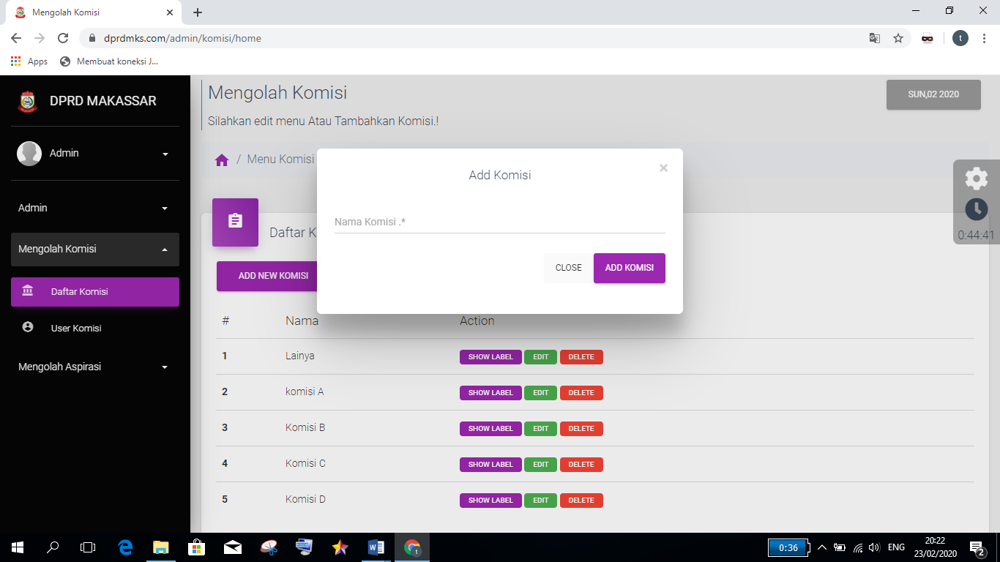 Mengolah Komisi
dprdmks.com/admin/komisi/home
t
Apps
Membuat koneksi J...
DPRD MAKASSAR
Admin
Admin
Mengolah Komisi
Daftar Komisi
User Komisi
Mengolah Aspirasi
Mengolah Komisi
SUN,02 2020
Silahkan edit menu Atau Tambahkan Komisi.!
/ Menu Komisi
Add Komisi
×
Nama Komisi .*
CLOSE
ADD KOMISI
0:44:41
Daftar K
ADD NEW KOMISI
# Nama Action
1 Lainya SHOW LABEL EDIT DELETE
2 komisi A SHOW LABEL EDIT DELETE
3 Komisi B SHOW LABEL EDIT DELETE
4 Komisi C SHOW LABEL EDIT DELETE
5 Komisi D SHOW LABEL EDIT DELETE
0:36
ENG
20:22
23/02/2020
2